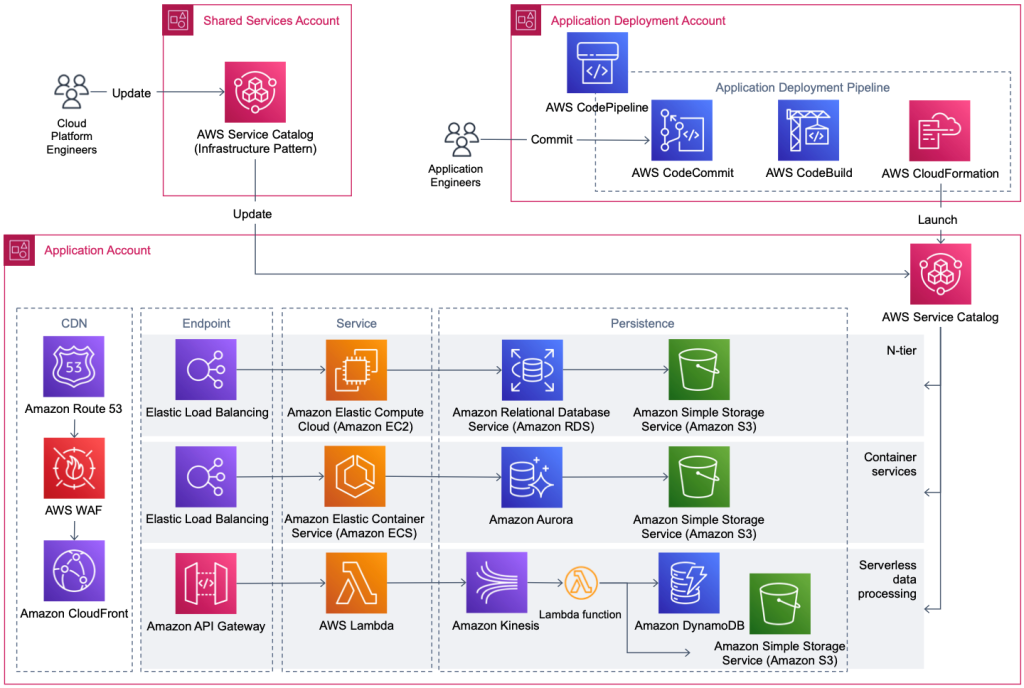 Shared Services Account
Application Deployment Account
Cloud
Platform
Engineers
Update
AWS Service Catalog
(Infrastructure Pattern)
Application Deployment Pipeline
AWS CodePipeline
Application
Engineers
Commit
AWS CodeCommit
AWS CodeBuild
AWS CloudFormation
Update
Launch
Application Account
AWS Service Catalog
CDN
Endpoint
Service
Persistence
53
Amazon Route 53
AWS WAF
Amazon CloudFront
N-tier
Elastic Load Balancing
Amazon Elastic Compute
Cloud (Amazon EC2)
Amazon Relational Database
Service (Amazon RDS)
Amazon Simple Storage
Service (Amazon S3)
Container
services
Elastic Load Balancing
Amazon Elastic Container
Service (Amazon ECS)
Amazon Aurora
Amazon Simple Storage
Service (Amazon S3)
Serverless
data
processing
Amazon API Gateway
AWS Lambda
Amazon Kinesis
Lambda function
Amazon DynamoDB
Amazon Simple Storage
Service (Amazon S3)